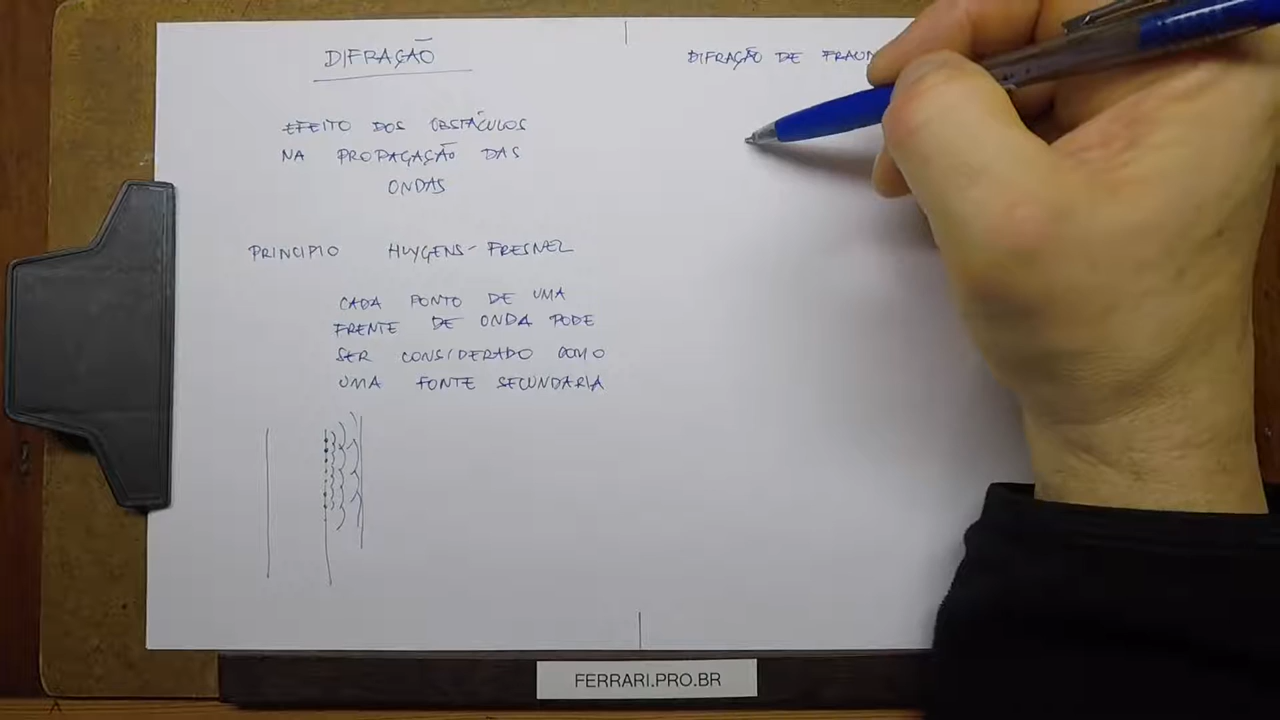 DIFRAÇÃO
EFEITO DOS OBSTÁCULOS
NA PROPAGAÇÃO DAS
ONDAS
PRINCIPIO HUYGENS-FRESNEL
CADA PONTO DE UMA
FRENTE DE ONDA PODE
SER CONSIDERADO COMO
UMA FONTE SECUNDARIA
DIFRAÇÃO DE
FERRARI.PRO.BR